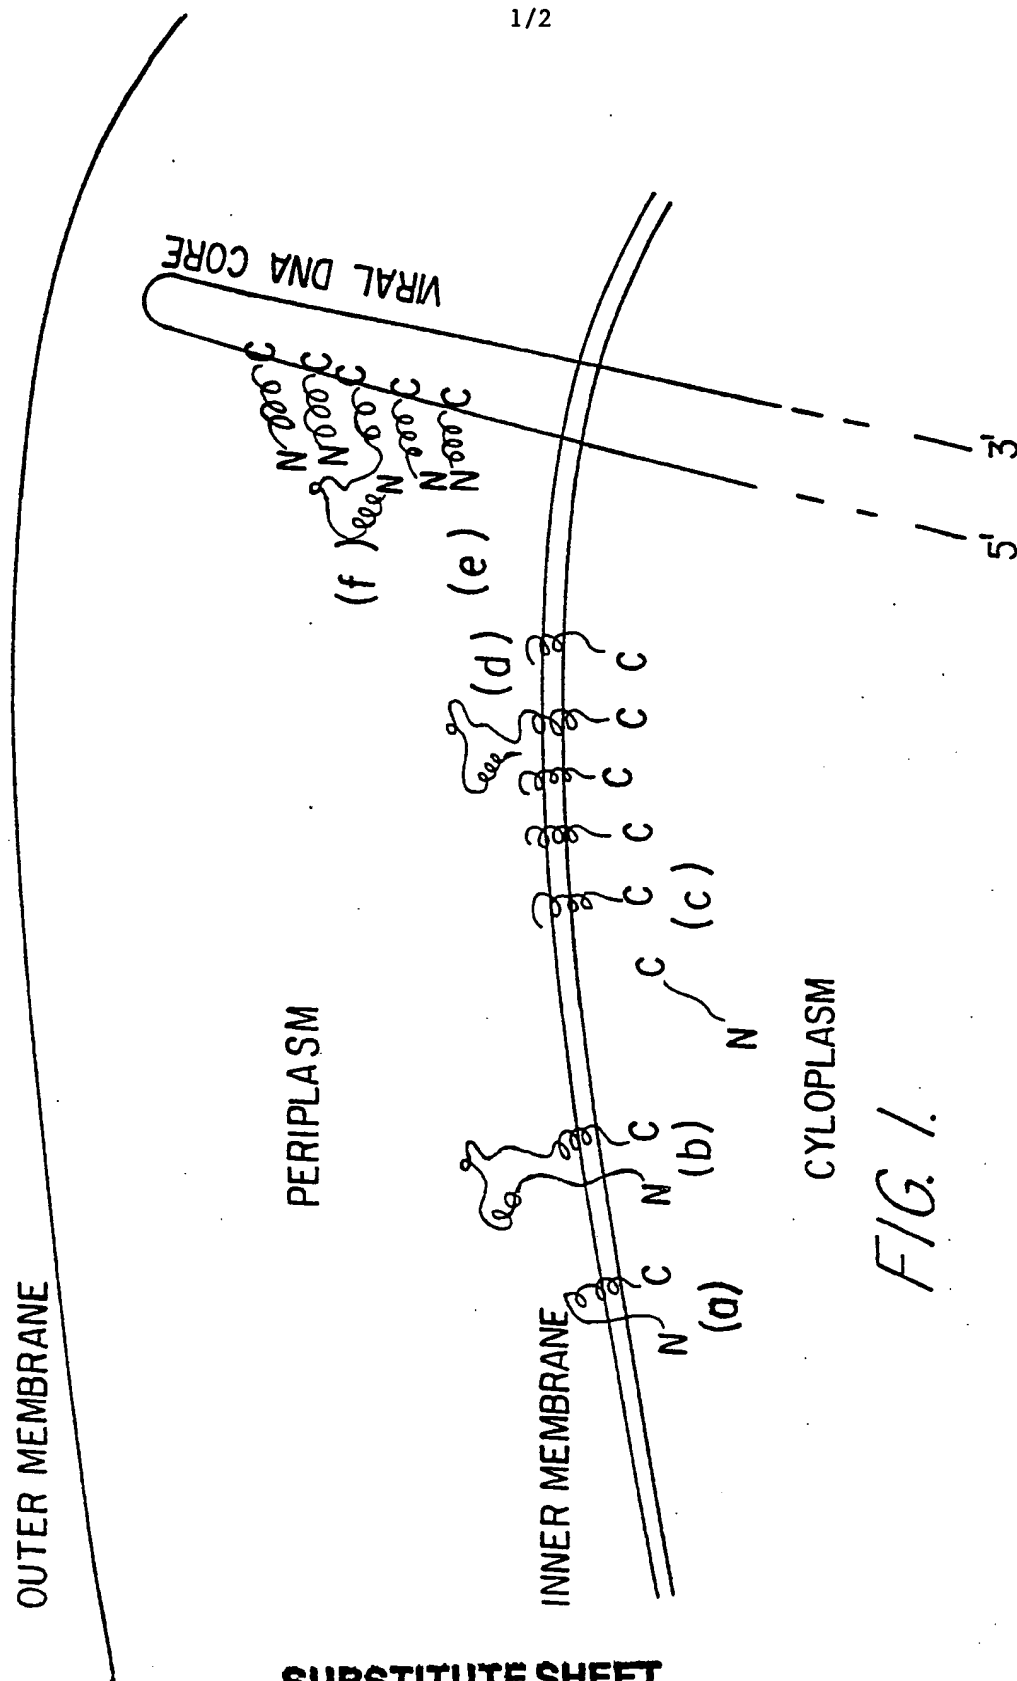 1/2
OUTER MEMBRANE
VIRAL DNA CORE
C
C
C
C
C
N
N
N
N
N
(f)
(e)
(d)
PERIPLASM
INNER MEMBRANE
C
C
C
C
C
(c)
C
N
C
N
(b)
C
N
(a)
CYLOPLASM
5'
3'
FIG. 1.
SUBSTITUTE SHEET